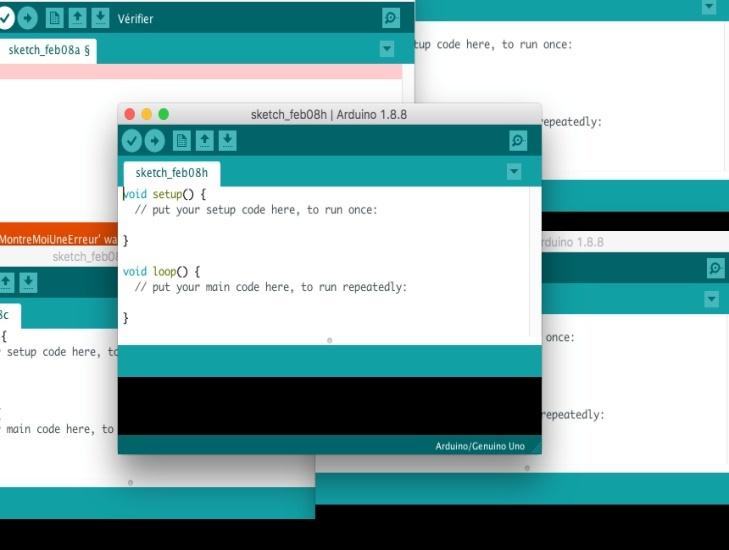 Vérifier
sketch_feb08a §
tup code here, to run once:
epeatedly:
MontreMoiUneErreur' wa
sketch_feb08
8c
{
setup code here, to
{
main code here, to
sketch_feb08h | Arduino 1.8.8
sketch_feb08h
void setup() {
// put your setup code here, to run once:
}
void loop() {
// put your main code here, to run repeatedly:
}
Arduino/Genuino Uno
rduino 1.8.8
once:
epeatedly: